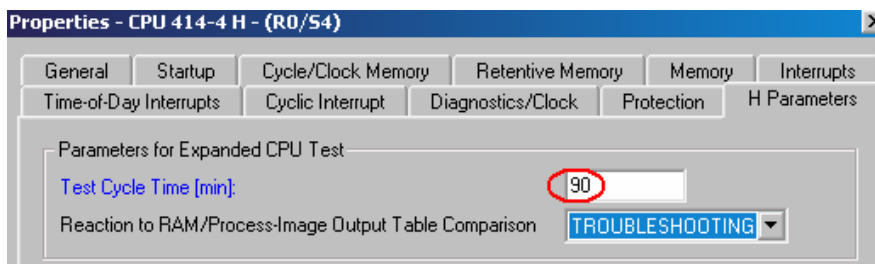 Properties - CPU 414-4 H - (R0/S4)
General Startup Cycle/Clock Memory Retentive Memory Memory Interrupts
Time-of-Day Interrupts Cyclic Interrupt Diagnostics/Clock Protection H Parameters
Parameters for Expanded CPU Test
Test Cycle Time [min]: 90
Reaction to RAM/Process-Image Output Table Comparison TROUBLESHOOTING